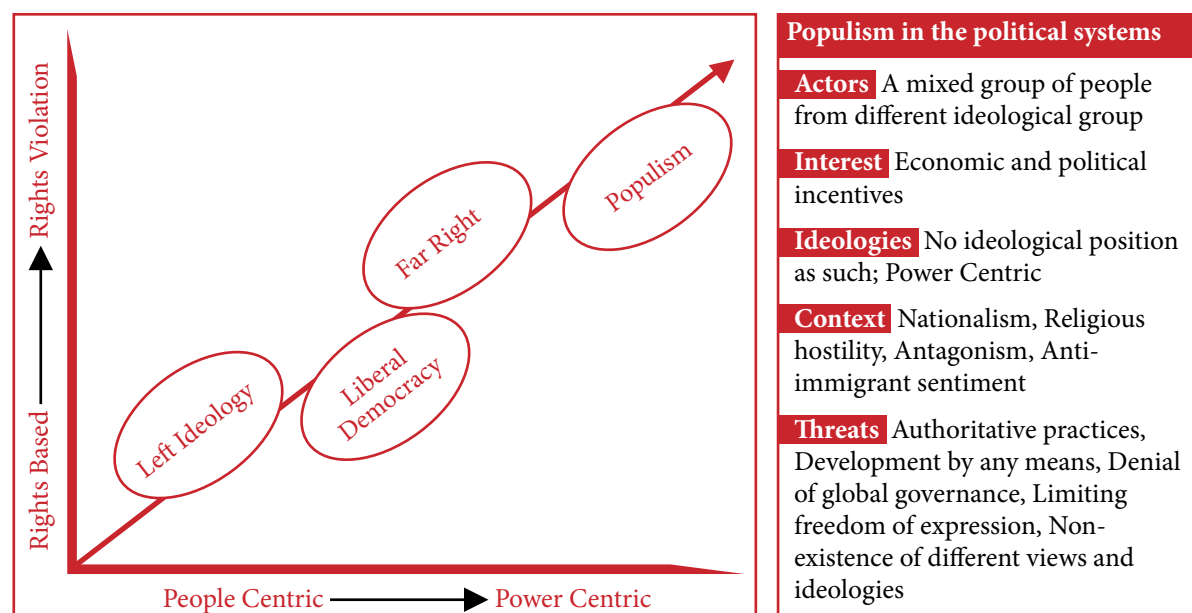 Rights Violation
Rights Based
Left Ideology
Liberal
Democracy
Far Right
Populism
People Centric
Power Centric
Populism in the political systems
Actors A mixed group of people
from different ideological group
Interest Economic and political
incentives
Ideologies No ideological position
as such; Power Centric
Context Nationalism, Religious
hostility, Antagonism, Anti-
immigrant sentiment
Threats Authoritative practices,
Development by any means, Denial
of global governance, Limiting
freedom of expression, Non-
existence of different views and
ideologies